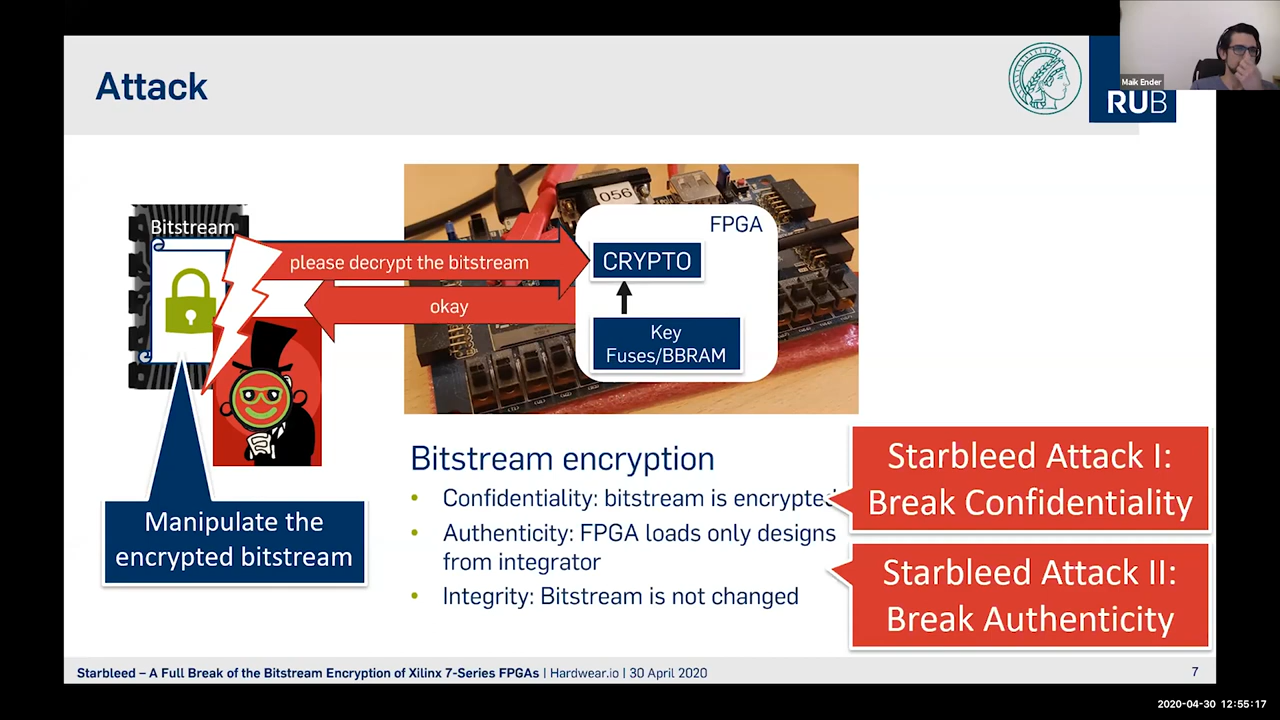 Attack
Maik Ender
RUB
Bitstream
please decrypt the bitstream
okay
056
FPGA
CRYPTO
Key
Fuses/BBRAM
Manipulate the
encrypted bitstream
Bitstream encryption
• Confidentiality: bitstream is encrypted
• Authenticity: FPGA loads only designs
from integrator
• Integrity: Bitstream is not changed
Starbleed Attack I:
Break Confidentiality
Starbleed Attack II:
Break Authenticity
Starbleed – A Full Break of the Bitstream Encryption of Xilinx 7-Series FPGAs | Hardwear.io | 30 April 2020
7
2020-04-30 12:55:17